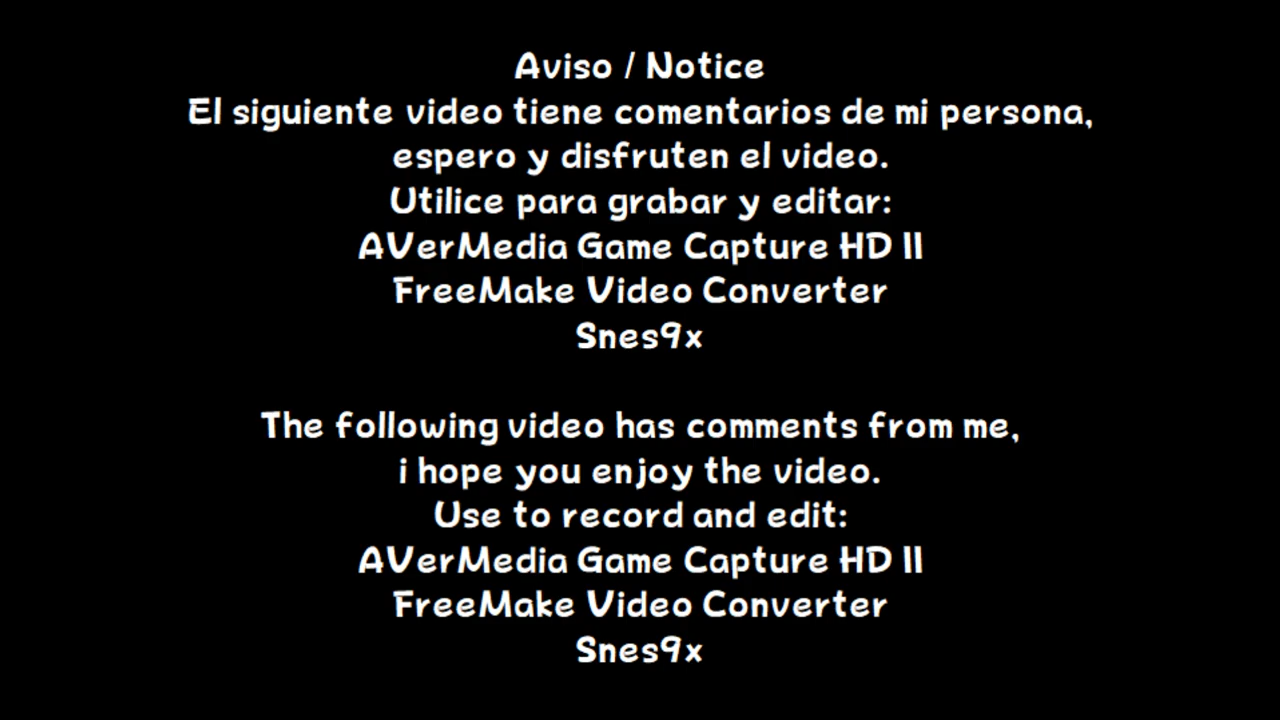 Aviso / Notice
El siguiente video tiene comentarios de mi persona,
espero y disfruten el video.
Utilice para grabar y editar:
AVerMedia Game Capture HD II
FreeMake Video Converter
Snes9x
The following video has comments from me,
i hope you enjoy the video.
Use to record and edit:
AVerMedia Game Capture HD II
FreeMake Video Converter
Snes9x